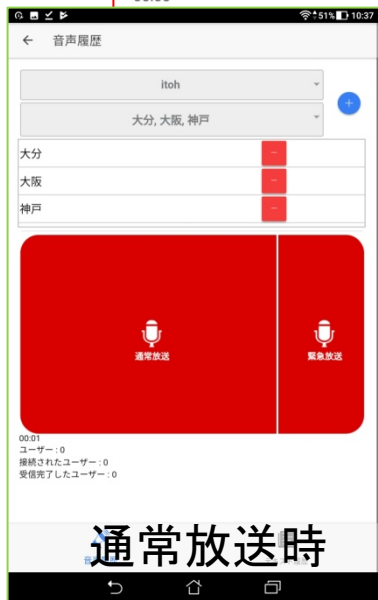 51% 10:37
音声履歴
itoh
大分, 大阪, 神戸
大分
大阪
神戸
通常放送
緊急放送
00:01
ユーザー : 0
接続されたユーザー : 0
受信完了したユーザー : 0
通常放送時